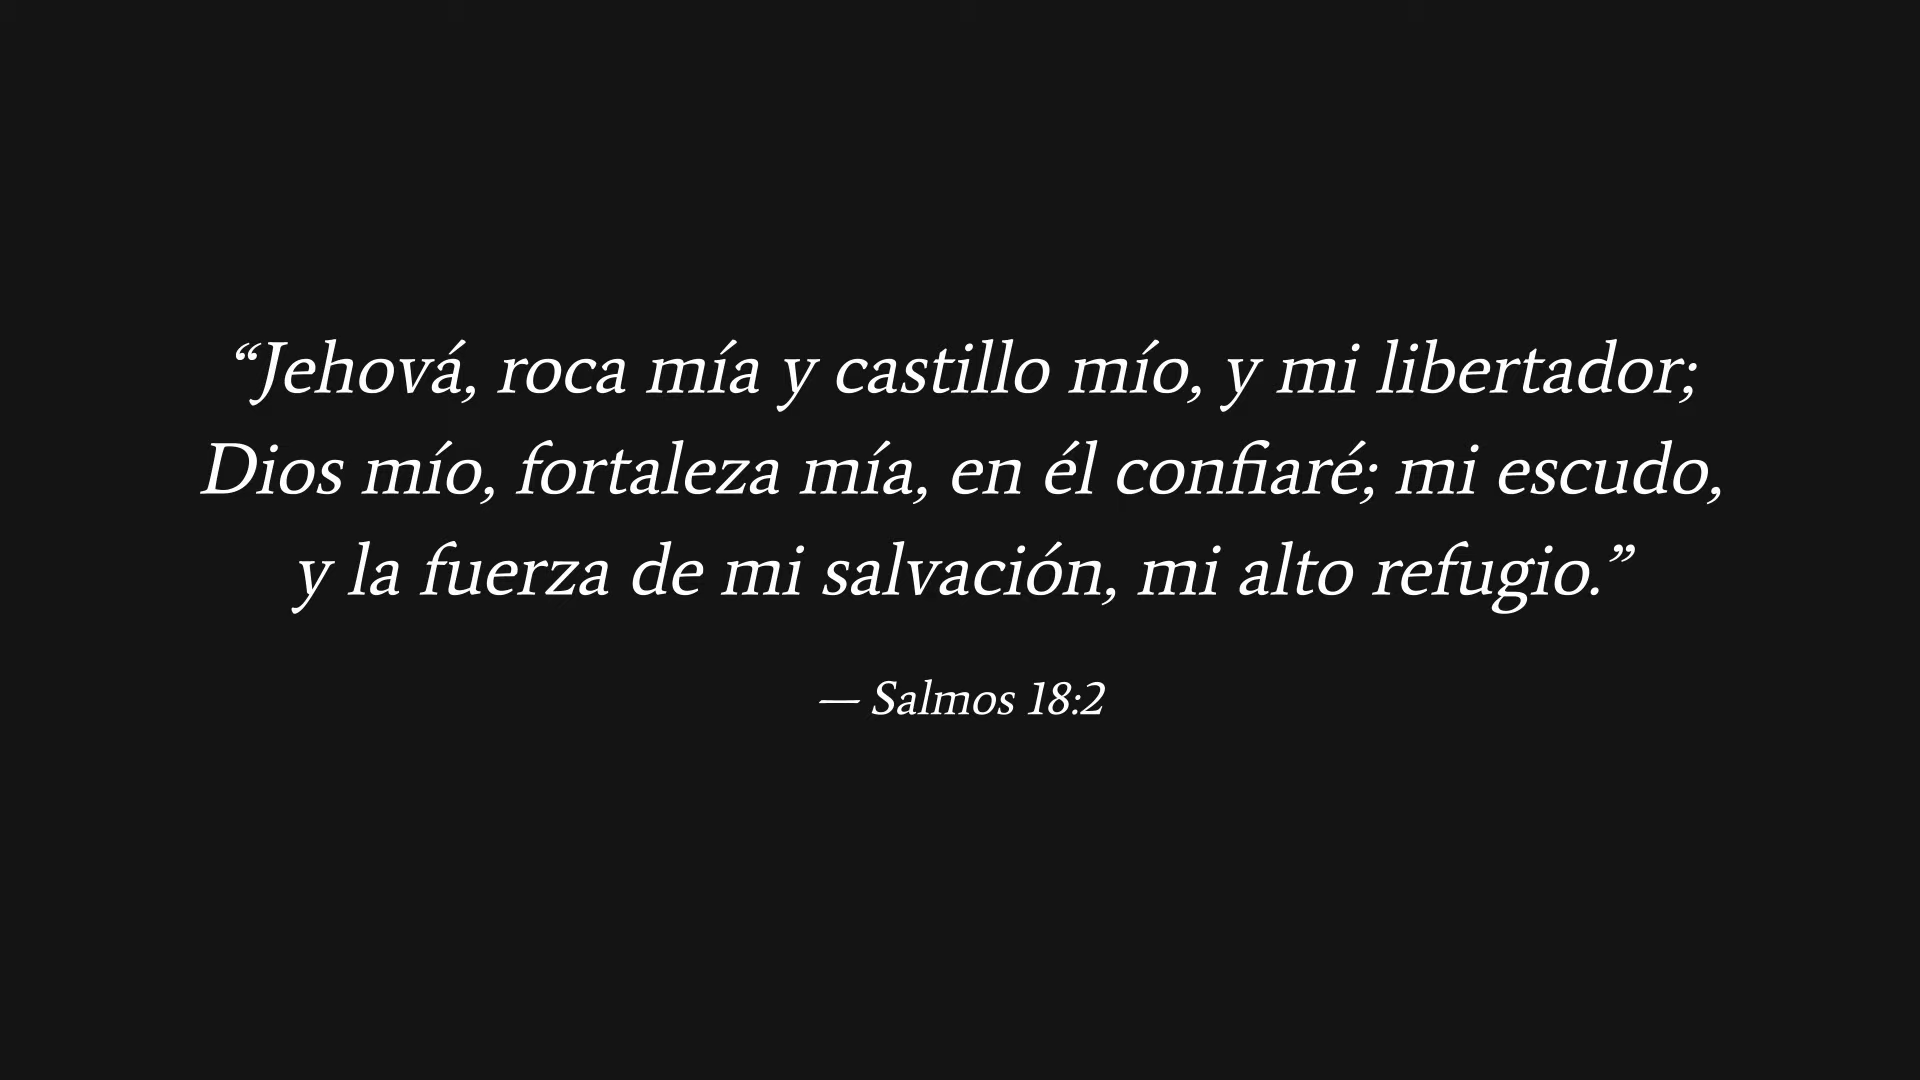 “Jehová, roca mía y castillo mío, y mi libertador;
Dios mío, fortaleza mía, en él confiaré; mi escudo,
y la fuerza de mi salvación, mi alto refugio.”
— Salmos 18:2